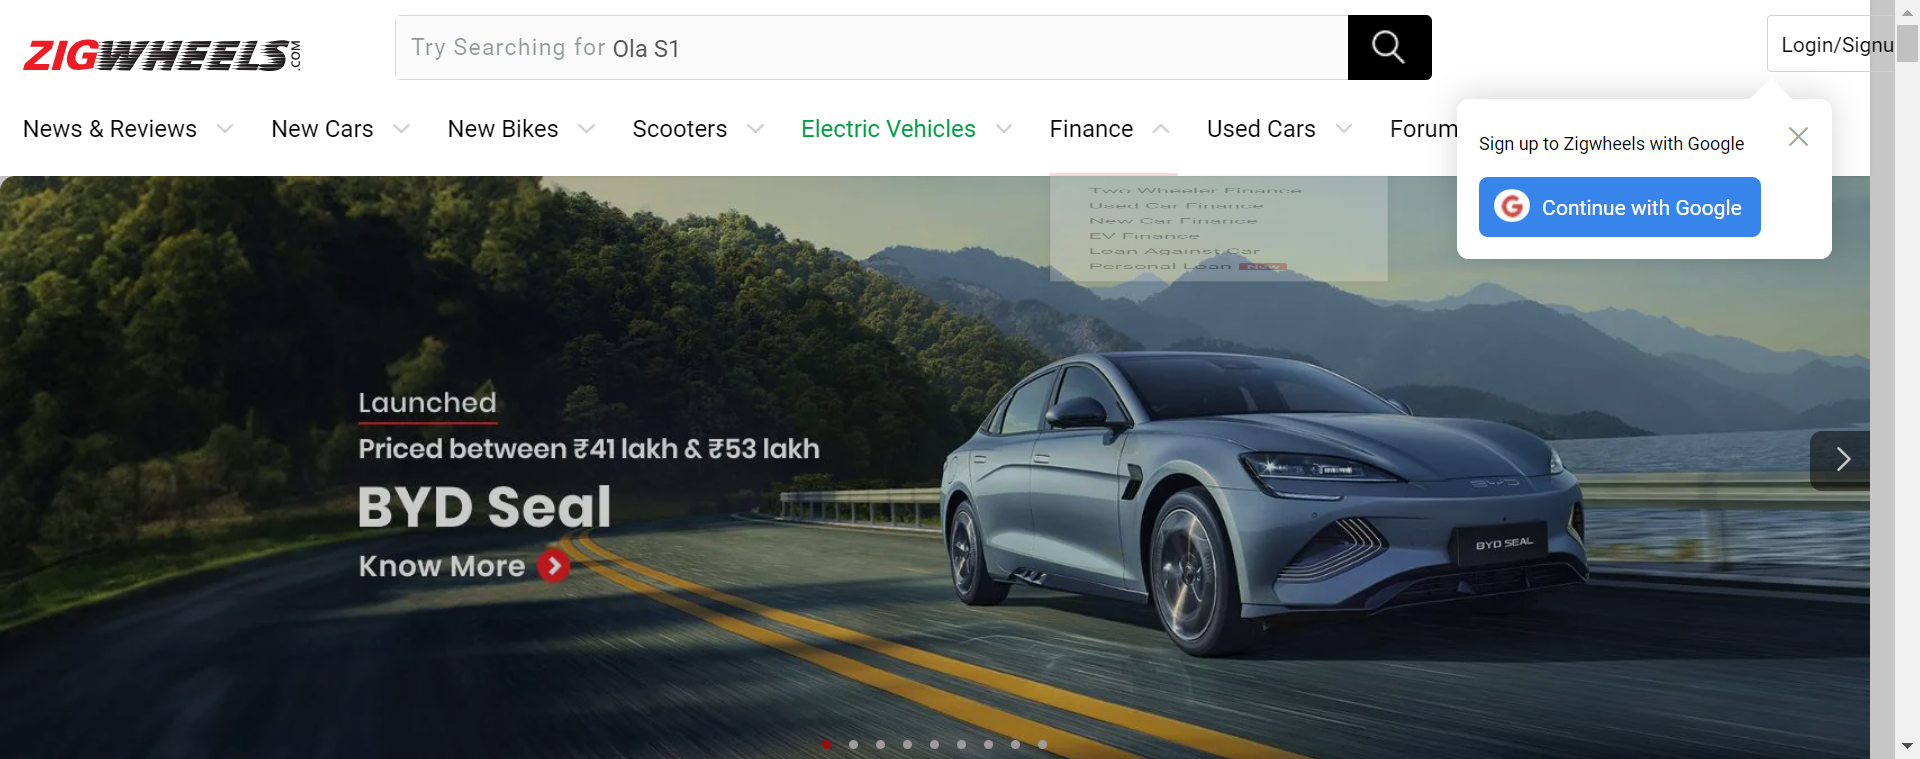 ZIGWHEELS.COM
Try Searching for Ola S1
Login/Signu
News & Reviews
New Cars
New Bikes
Scooters
Electric Vehicles
Finance
Used Cars
Forum
Sign up to Zigwheels with Google
Continue with Google
Two Wheeler Finance
Used Car Finance
New Car Finance
EV Finance
Loan Against Car
Personal Loan New
Launched
Priced between ₹41 lakh & ₹53 lakh
BYD Seal
Know More
BYD
BYD SEAL